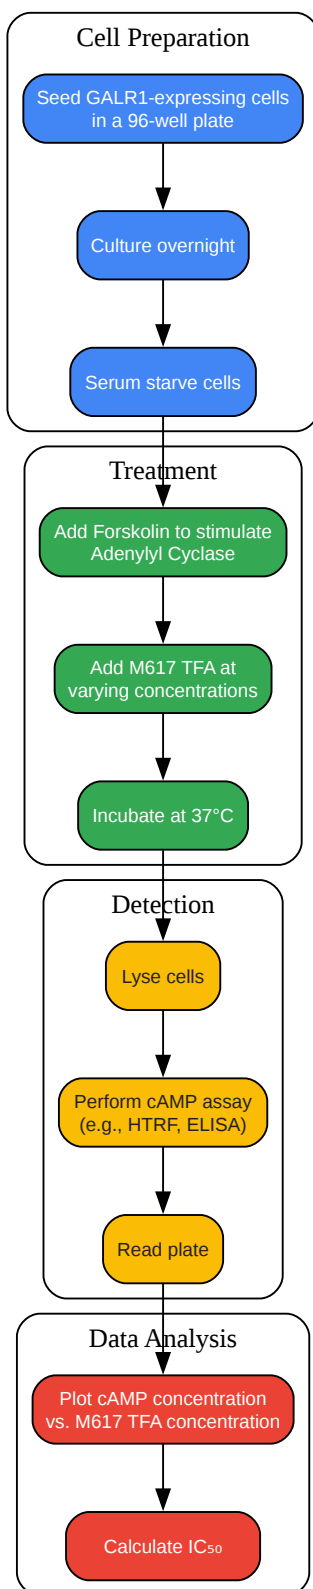 Cell Preparation
Seed GALR1-expressing cells
in a 96-well plate
Culture overnight
Serum starve cells
Treatment
Add Forskolin to stimulate
Adenylyl Cyclase
Add M617 TFA at
varying concentrations
Incubate at 37°C
Detection
Lyse cells
Perform cAMP assay
(e.g., HTRF, ELISA)
Read plate
Data Analysis
Plot cAMP concentration
vs. M617 TFA concentration
Calculate IC₅₀